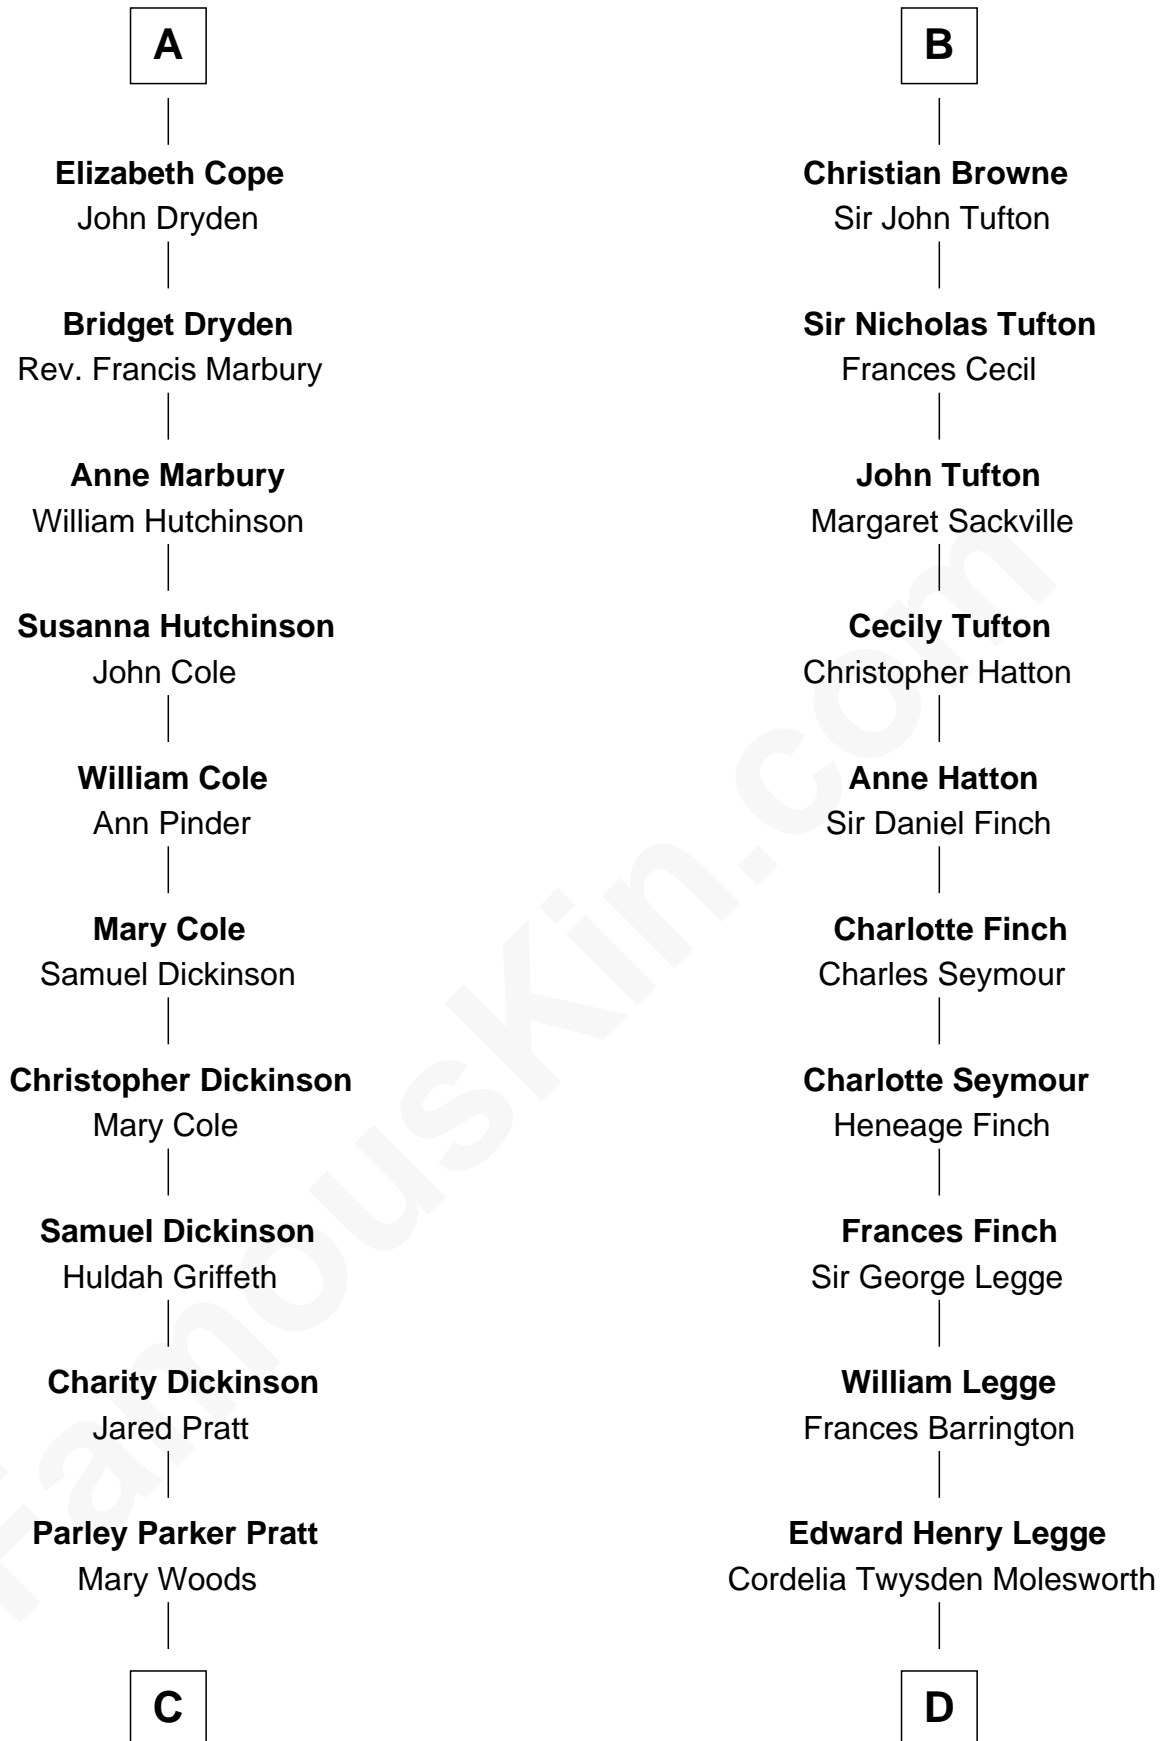 A
Elizabeth Cope
John Dryden
Bridget Dryden
Rev. Francis Marbury
Anne Marbury
William Hutchinson
Susanna Hutchinson
John Cole
William Cole
Ann Pinder
Mary Cole
Samuel Dickinson
Christopher Dickinson
Mary Cole
Samuel Dickinson
Huldah Griffeth
Charity Dickinson
Jared Pratt
Parley Parker Pratt
Mary Woods
C
B
Christian Browne
Sir John Tufton
Sir Nicholas Tufton
Frances Cecil
John Tufton
Margaret Sackville
Cecily Tufton
Christopher Hatton
Anne Hatton
Sir Daniel Finch
Charlotte Finch
Charles Seymour
Charlotte Seymour
Heneage Finch
Frances Finch
Sir George Legge
William Legge
Frances Barrington
Edward Henry Legge
Cordelia Twysden Molesworth
D
FamousKin.com